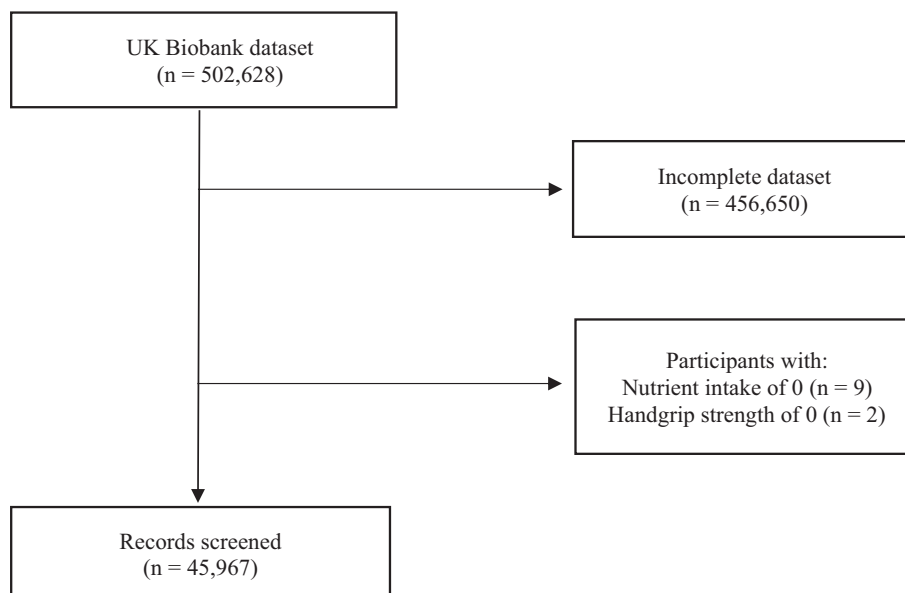 UK Biobank dataset
(n = 502,628)
Incomplete dataset
(n = 456,650)
Participants with:
Nutrient intake of 0 (n = 9)
Handgrip strength of 0 (n = 2)
Records screened
(n = 45,967)